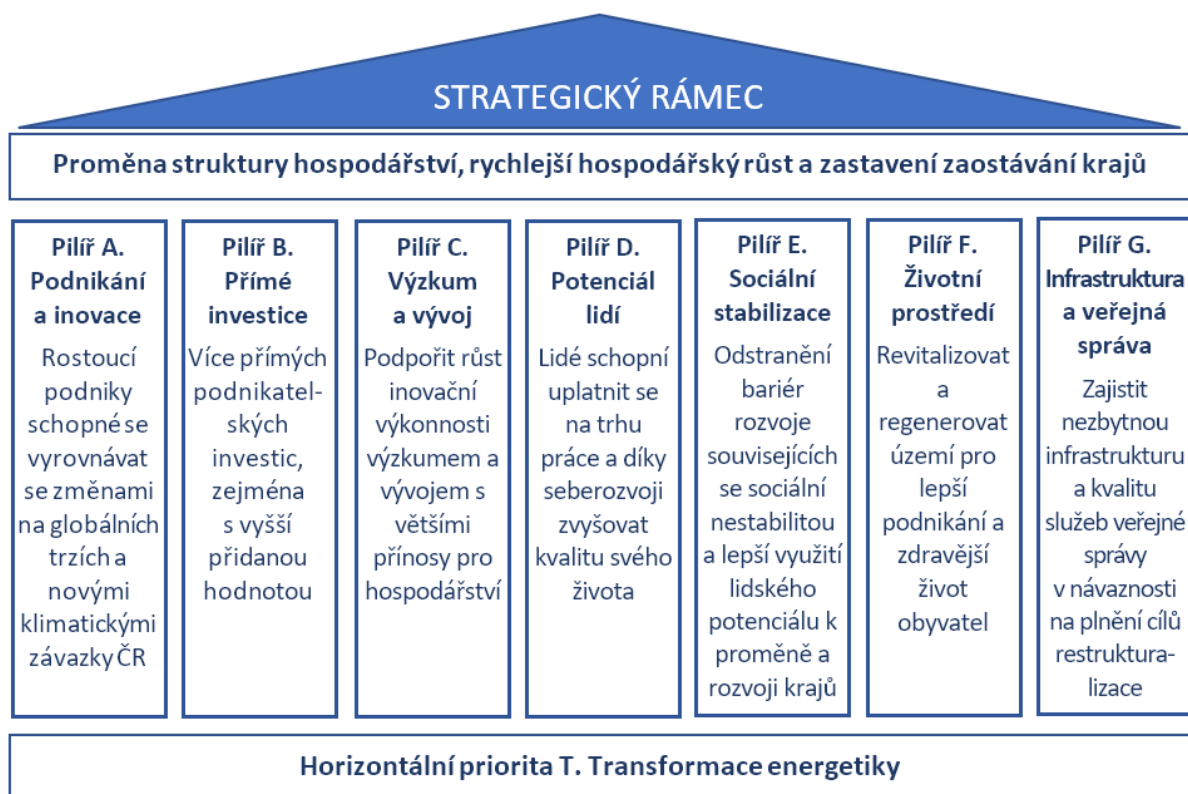 STRATEGICKÝ RÁMEC
Proměna struktury hospodářství, rychlejší hospodářský růst a zastavení zaostávání krajů
Pilíř A.
Podnikání
a inovace
Rostoucí
podniky
schopné se
vyrovnávat
se změnami
na globálních
trzích a
novými
klimatickými
závazky ČR
Pilíř B.
Přímé
investice
Více přímých
podnikatel-
ských
investic,
zejména
s vyšší
přidanou
hodnotou
Pilíř C.
Výzkum
a vývoj
Podpořit růst
inovační
výkonnosti
výzkumem a
vývojem s
většími
přínosy pro
hospodářství
Pilíř D.
Potenciál
lidí
Lidé schopní
uplatnit se
na trhu
práce a díky
seberozvoji
zvyšovat
kvalitu svého
života
Pilíř E.
Sociální
stabilizace
Odstranění
bariér
rozvoje
souvisejících
se sociální
nestabilitou
a lepší využití
lidského
potenciálu k
proměně a
rozvoji krajů
Pilíř F.
Životní
prostředí
Revitalizovat
a
regenerovat
území pro
lepší
podnikání a
zdravější
život
obyvatel
Pilíř G.
Infrastruktura
a veřejná
správa
Zajistit
nezbytnou
infrastrukturu
a kvalitu
služeb veřejné
správy
v návaznosti
na plnění cílů
restruktura-
lizace
Horizontální priorita T. Transformace energetiky